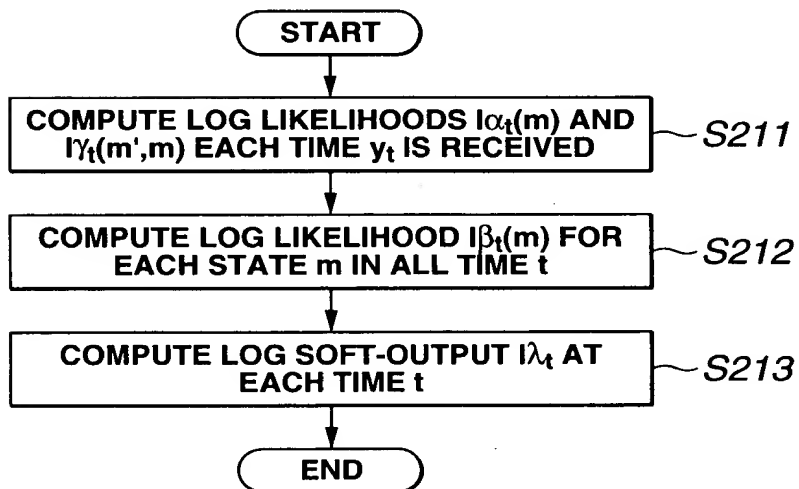 START
COMPUTE LOG LIKELIHOODS Iαt(m) AND
Iγt(m',m) EACH TIME yt IS RECEIVED
S211
COMPUTE LOG LIKELIHOOD Iβt(m) FOR
EACH STATE m IN ALL TIME t
S212
COMPUTE LOG SOFT-OUTPUT Iλt AT
EACH TIME t
S213
END